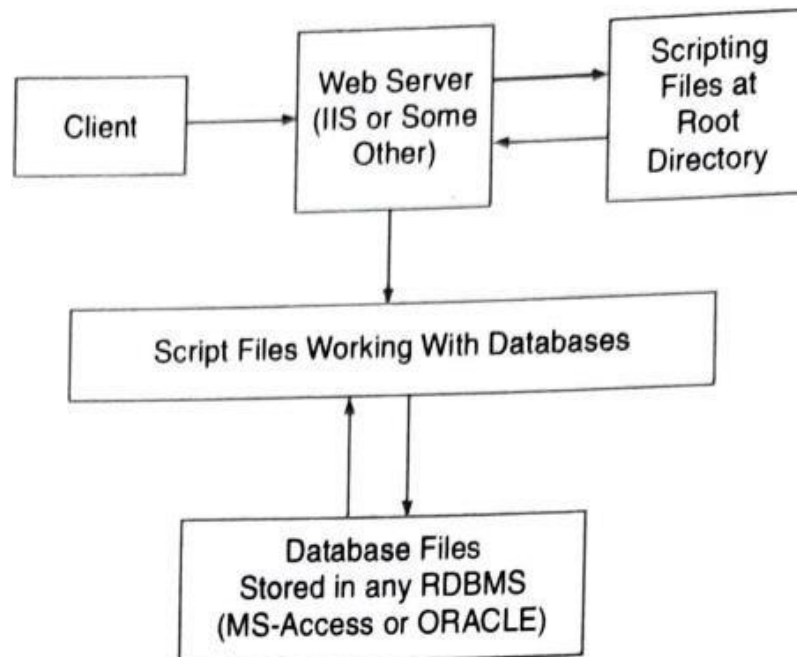 Client
Web Server
(IIS or Some
Other)
Scripting
Files at
Root
Directory
Script Files Working With Databases
Database Files
Stored in any RDBMS
(MS-Access or ORACLE)